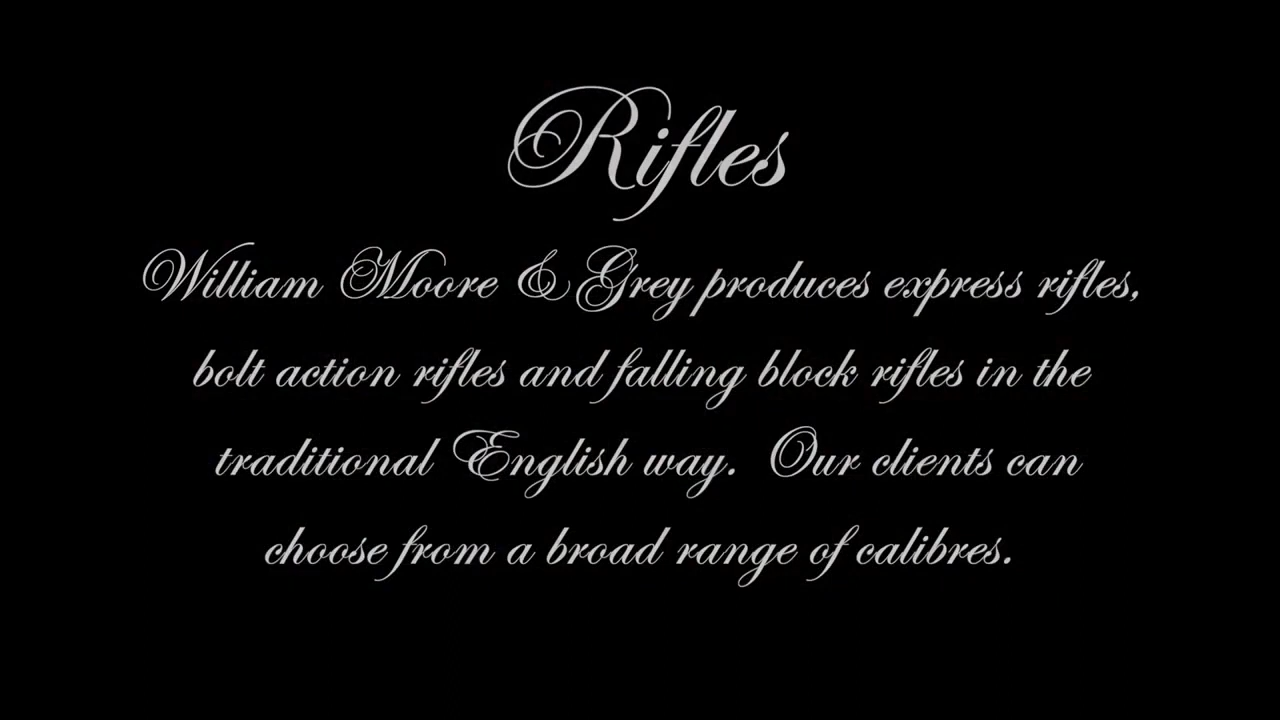 Rifles
William Moore & Grey produces express rifles,
bolt action rifles and falling block rifles in the
traditional English way. Our clients can
choose from a broad range of calibres.